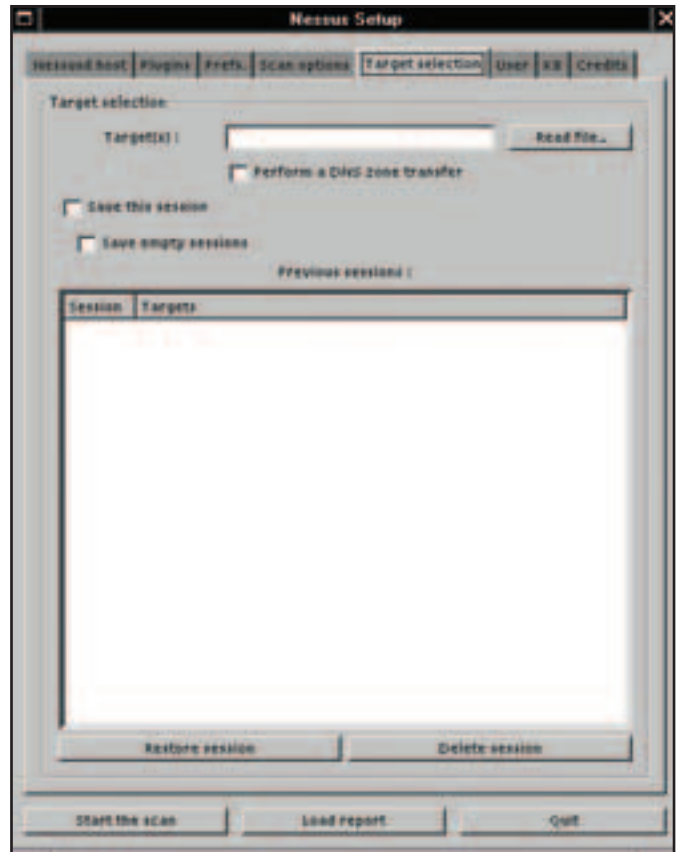 Nessus Setup
Nessusd host Plugins Prefs. Scan options Target selection User KB Credits
Target selection
Target(s) : Read file...
Perform a DNS zone transfer
Save this session
Save empty sessions
Previous sessions :
Session Targets
Restore session Delete session
Start the scan Load report Quit